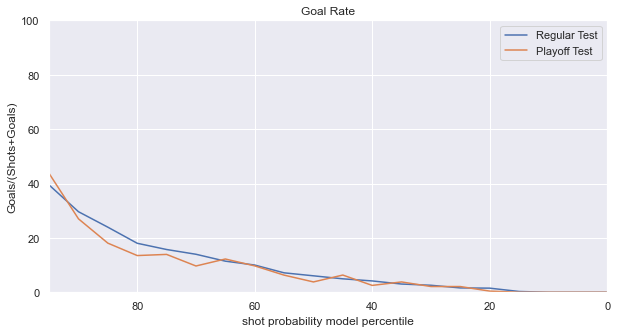 Goal Rate
100
80
60
40
20
0
Goals/(Shots+Goals)
Regular Test
Playoff Test
80
60
40
20
0
shot probability model percentile